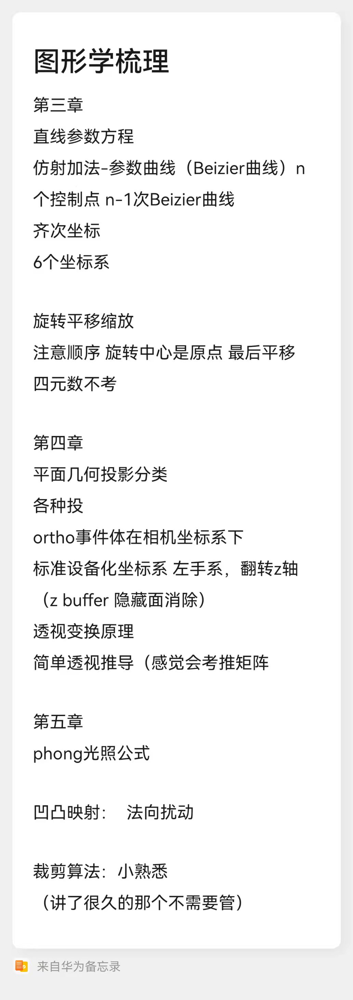 图形学梳理
第三章
直线参数方程
仿射加法-参数曲线（Beizier曲线）n
个控制点 n-1次Beizier曲线
齐次坐标
6个坐标系
旋转平移缩放
注意顺序 旋转中心是原点 最后平移
四元数不考
第四章
平面几何投影分类
各种投
ortho事件体在相机坐标系下
标准设备化坐标系 左手系，翻转z轴
（z buffer 隐藏面消除）
透视变换原理
简单透视推导（感觉会考推矩阵
第五章
phong光照公式
凹凸映射： 法向扰动
裁剪算法：小熟悉
（讲了很久的那个不需要管）
来自华为备忘录